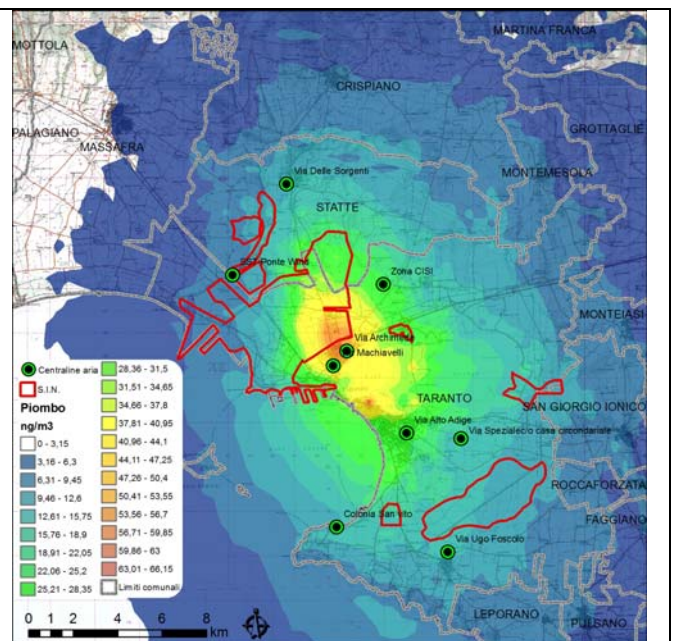 MARTINA FRANCA
MOTTOLA
CRISPIANO
GROTTAGLIE
PALAGIANO
MASSAFRA
MONTEMESOLA
Via Delle Sorgenti
STATTE
SS7 Ponte Wind
Zona CISI
MONTEIASI
Via Archimede
Machiavelli
TARANTO
SAN GIORGIO IONICO
Via Alto Adige
Via Speziale c/o casa circondariale
ROCCAFORZATA
FAGGIANO
Colonia San vito
Via Ugo Foscolo
LEPORANO
PULSANO
Centraline aria
S.I.N.
Piombo
ng/m3
0 - 3,15
3,16 - 6,3
6,31 - 9,45
9,46 - 12,6
12,61 - 15,75
15,76 - 18,9
18,91 - 22,05
22,06 - 25,2
25,21 - 28,35
28,36 - 31,5
31,51 - 34,65
34,66 - 37,8
37,81 - 40,95
40,96 - 44,1
44,11 - 47,25
47,26 - 50,4
50,41 - 53,55
53,56 - 56,7
56,71 - 59,85
59,86 - 63
63,01 - 66,15
Limiti comunali
0 1 2 4 6 8
km